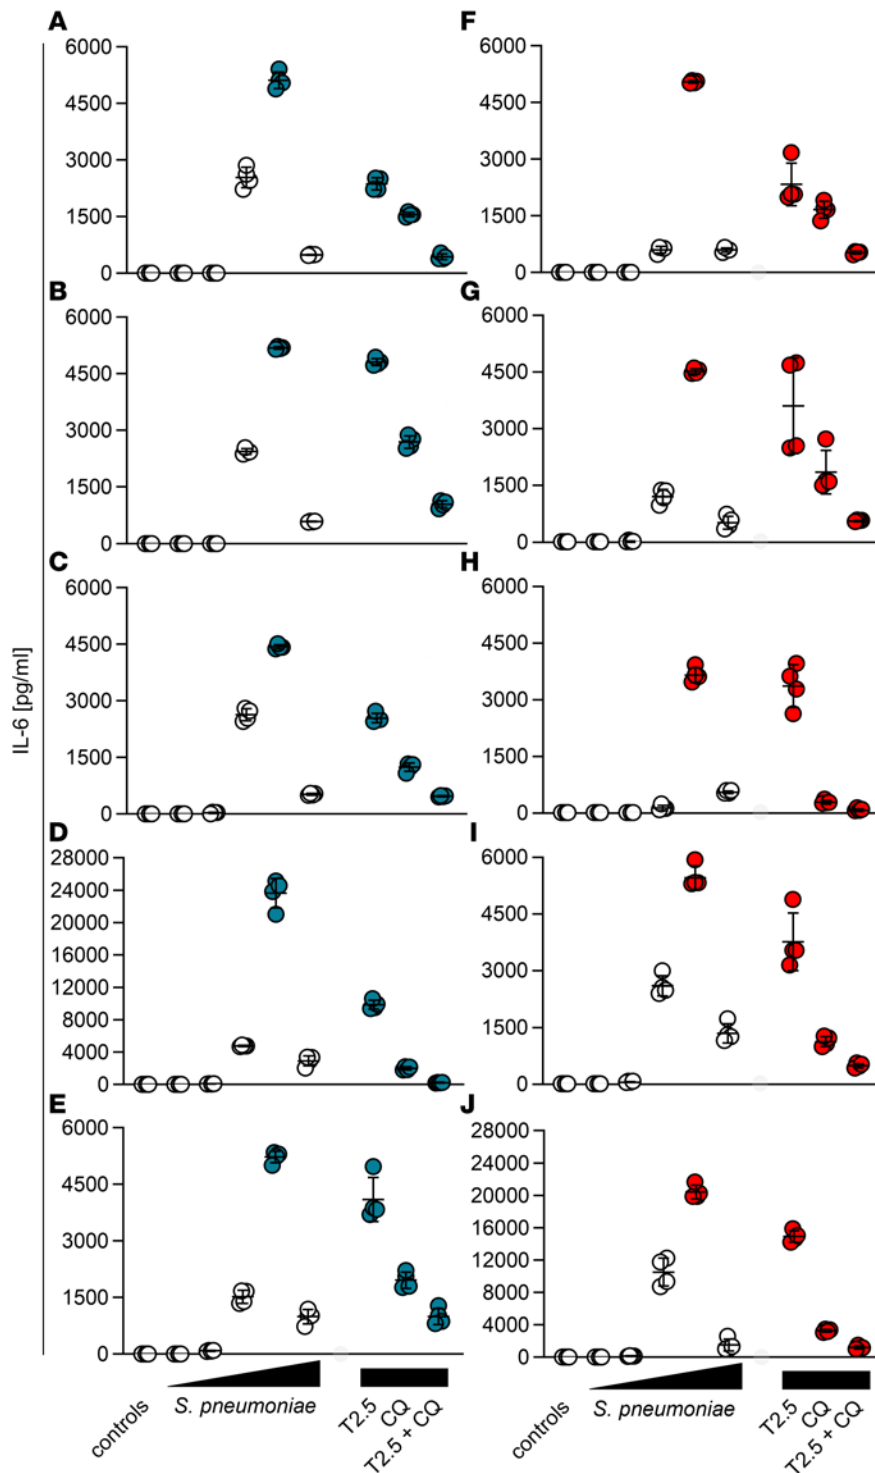 A
6000
4500
3000
1500
0
B
6000
4500
3000
1500
0
C
6000
4500
3000
1500
0
D
28000
24000
20000
16000
12000
8000
4000
0
E
6000
4500
3000
1500
0
IL-6 [pg/ml]
controls
S. pneumoniae
T2.5
CQ
T2.5 + CQ
F
6000
4500
3000
1500
0
G
6000
4500
3000
1500
0
H
6000
4500
3000
1500
0
I
6000
4500
3000
1500
0
J
28000
24000
20000
16000
12000
8000
4000
0
controls
S. pneumoniae
T2.5
CQ
T2.5 + CQ